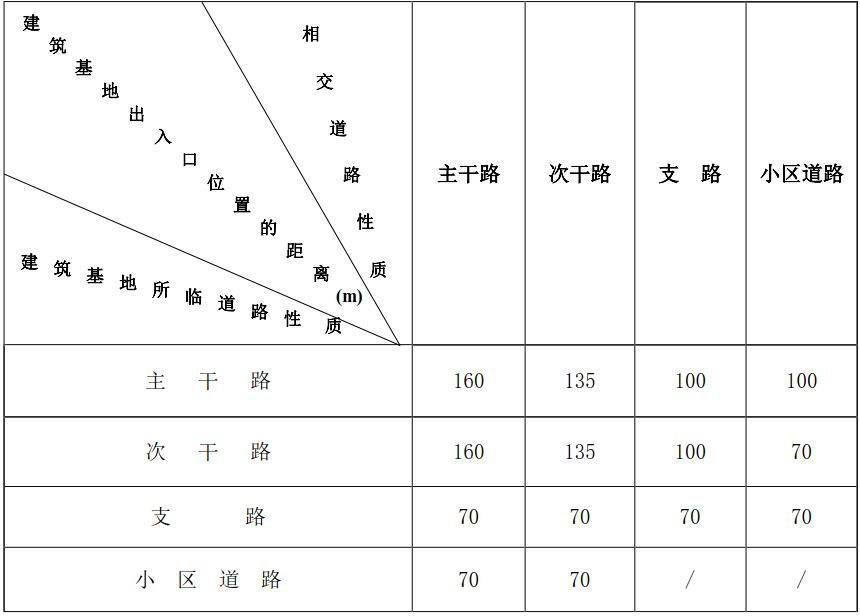 建筑基地出入口位置的距离(m)
相交道路性质
建筑基地所临道路性质
主干路 次干路 支 路 小区道路
主 干 路 160 135 100 100
次 干 路 160 135 100 70
支 路 70 70 70 70
小 区 道 路 70 70 / /